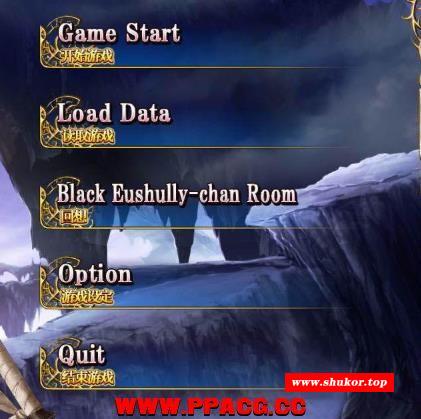 Game Start
开始游戏
Load Data
读取游戏
Black Eushully-chan Room
回想
Option
游戏设定
Quit
结束游戏
www.shukor.top
WWW.PPACG.CC